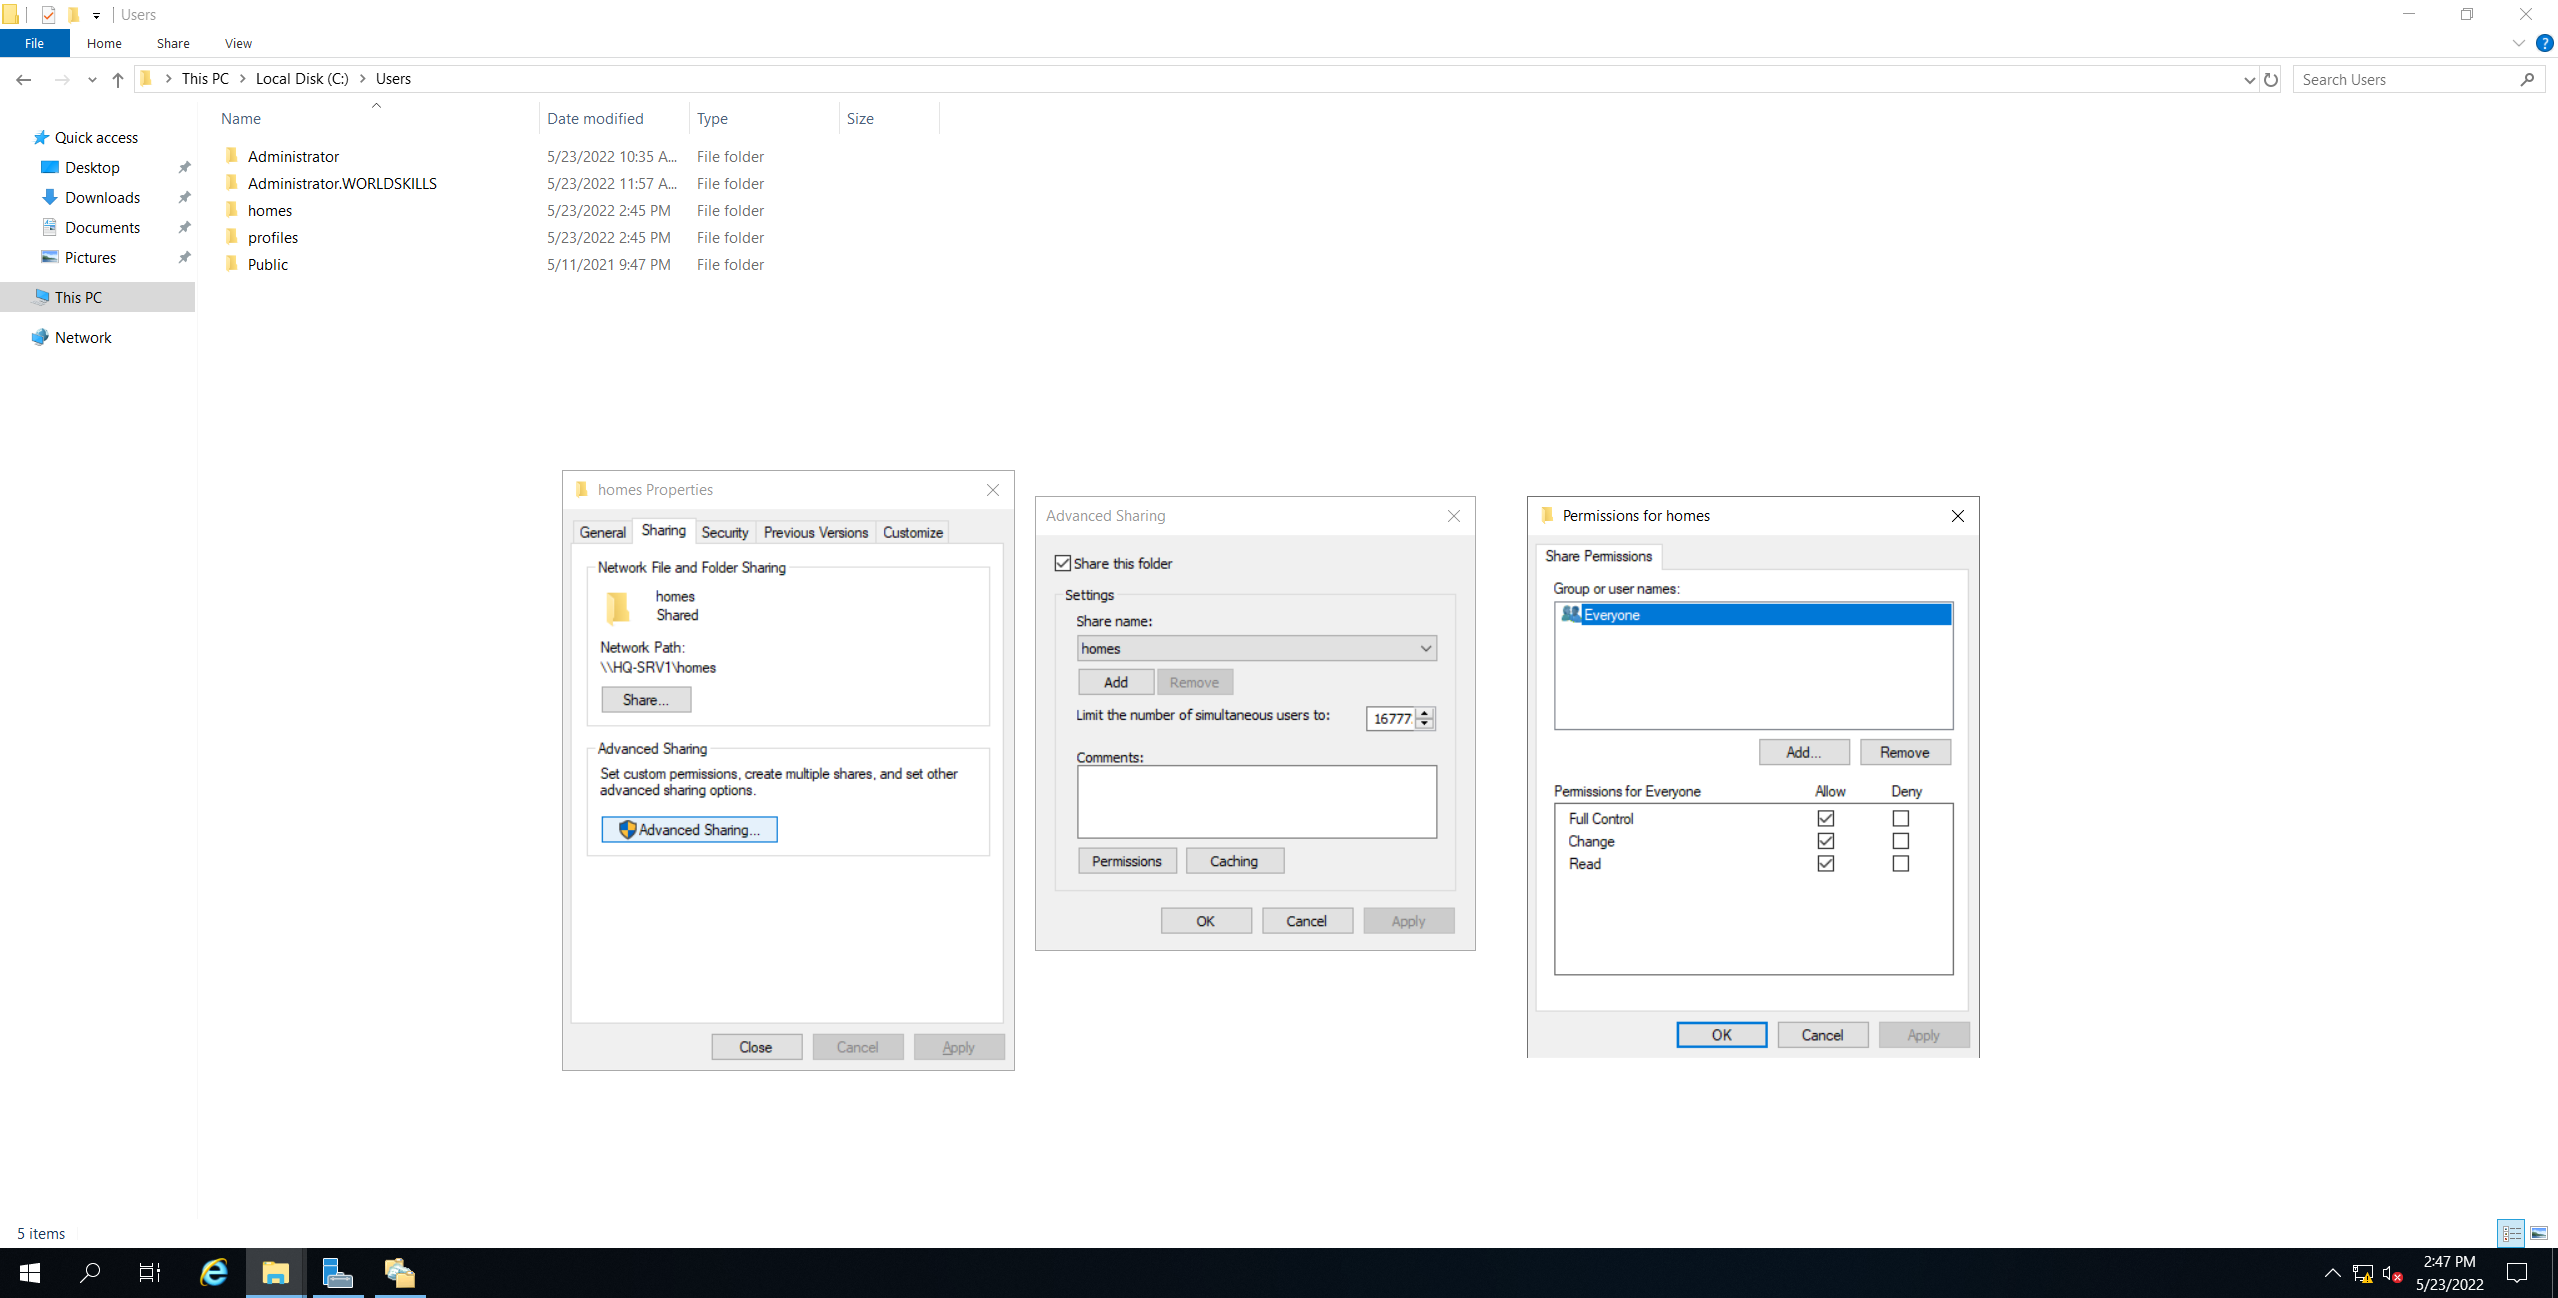 Users
File Home Share View
This PC Local Disk (C:) Users
Search Users
Name Date modified Type Size
Quick access
Desktop
Downloads
Documents
Pictures
This PC
Network
Administrator 5/23/2022 10:35 A... File folder
Administrator.WORLDSKILLS 5/23/2022 11:57 A... File folder
homes 5/23/2022 2:45 PM File folder
profiles 5/23/2022 2:45 PM File folder
Public 5/11/2021 9:47 PM File folder
homes Properties
General Sharing Security Previous Versions Customize
Network File and Folder Sharing
homes
Shared
Network Path:
\\HQ-SRV1\homes
Share...
Advanced Sharing
Set custom permissions, create multiple shares, and set other
advanced sharing options.
Advanced Sharing...
Close Cancel Apply
Advanced Sharing
Share this folder
Settings
Share name:
homes
Add Remove
Limit the number of simultaneous users to: 16777
Comments:
Permissions Caching
OK Cancel Apply
Permissions for homes
Share Permissions
Group or user names:
Everyone
Add... Remove
Permissions for Everyone Allow Deny
Full Control
Change
Read
OK Cancel Apply
5 items
2:47 PM
5/23/2022